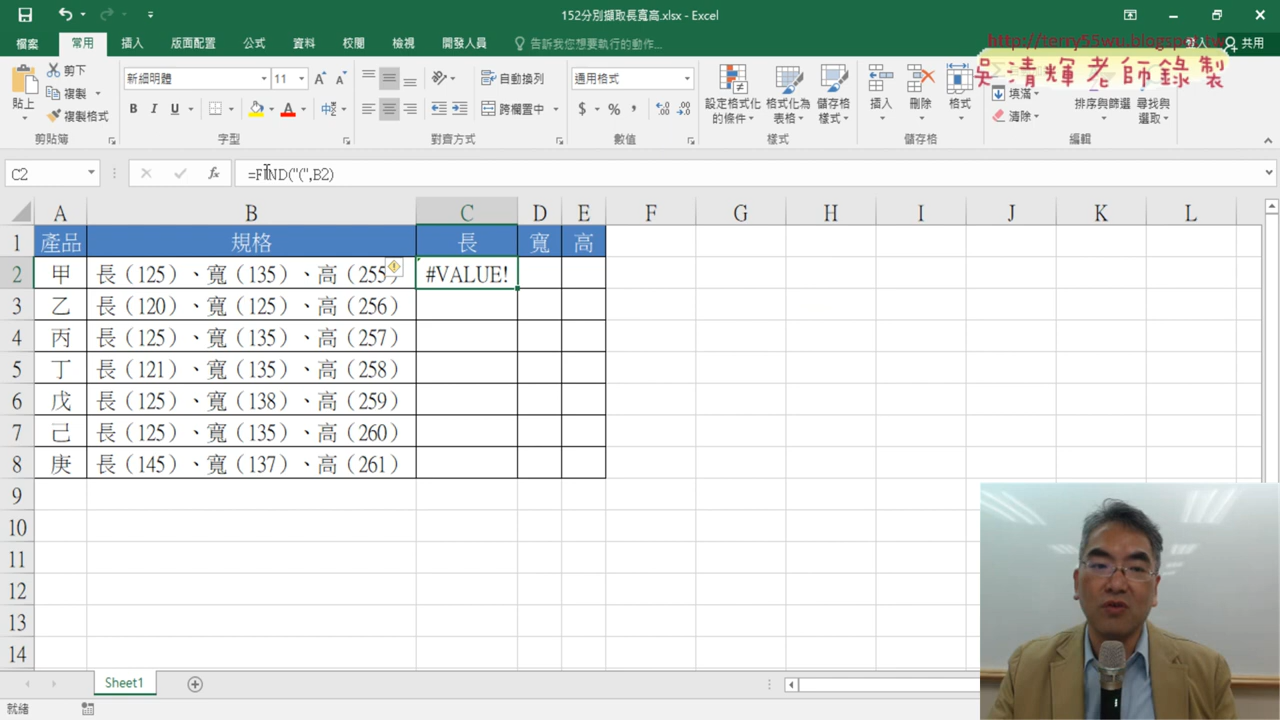 152分別擷取長寬高.xlsx - Excel
檔案 常用 插入 版面配置 公式 資料 校閱 檢視 開發人員 告訴我您想要執行的動作... 登入 共用
http://terry55wu.blogspot.tw
吳清輝老師錄製
貼上 剪下 複製 複製格式 剪貼簿
新細明體 11 B I U A 中 字型
自動換列 跨欄置中 對齊方式
通用格式 $ % 數值
設定格式化的條件 格式化為表格 儲存格樣式 樣式
插入 刪除 格式 儲存格
填滿 清除 排序與篩選 尋找與選取 編輯
C2 fx =FIND("(",B2)
A B C D E F G H I J K L
1 產品 規格 長 寬 高
2 甲 長（125）、寬（135）、高（255） #VALUE!
3 乙 長（120）、寬（125）、高（256）
4 丙 長（125）、寬（135）、高（257）
5 丁 長（121）、寬（135）、高（258）
6 戊 長（125）、寬（138）、高（259）
7 己 長（125）、寬（135）、高（260）
8 庚 長（145）、寬（137）、高（261）
9
10
11
12
13
14
Sheet1
就緒